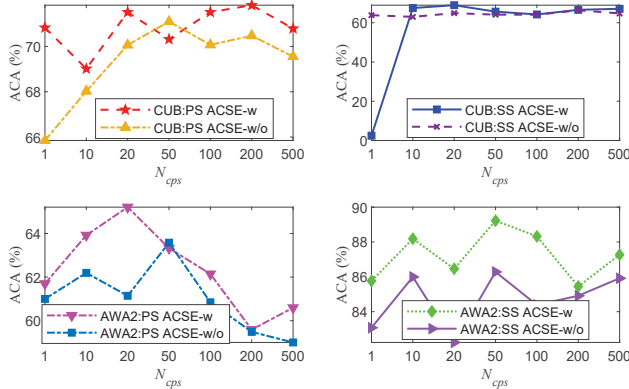 ACA (%)
70
66
CUB:PS ACSE-w
CUB:PS ACSE-w/o
1 10 20 50 100 200 500
N_cps
ACA (%)
60
40
20
0
CUB:SS ACSE-w
CUB:SS ACSE-w/o
1 10 20 50 100 200 500
N_cps
ACA (%)
64
62
60
AWA2:PS ACSE-w
AWA2:PS ACSE-w/o
1 10 20 50 100 200 500
N_cps
ACA (%)
90
88
86
84
AWA2:SS ACSE-w
AWA2:SS ACSE-w/o
1 10 20 50 100 200 500
N_cps